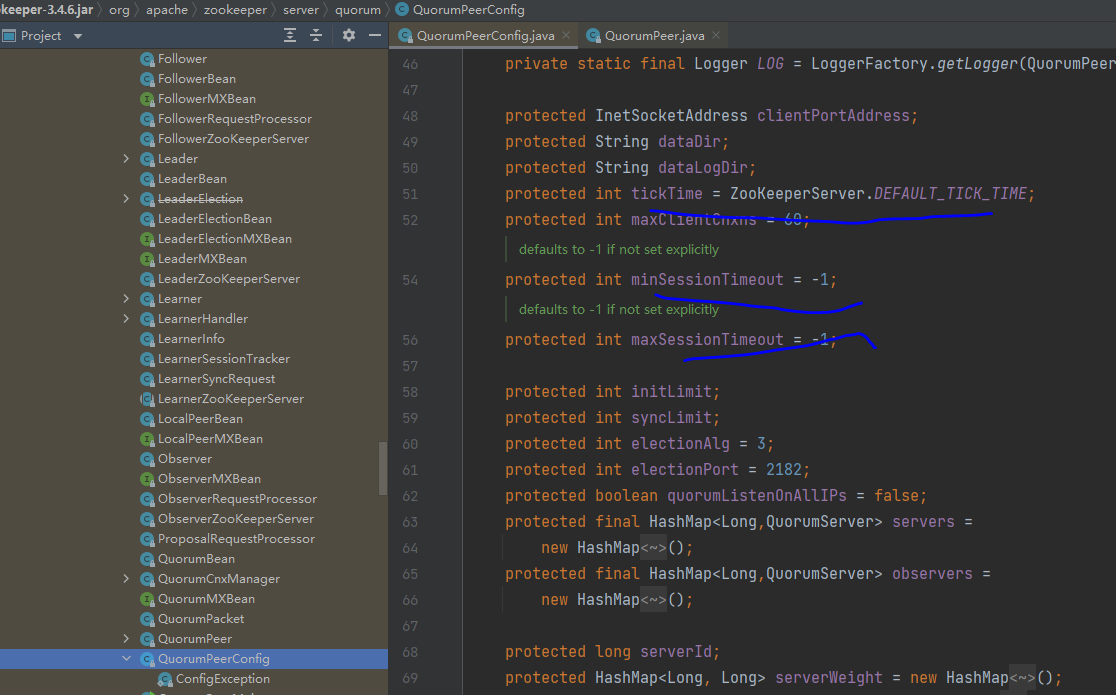 keeper-3.4.6.jar › org › apache › zookeeper › server › quorum › QuorumPeerConfig
Project
QuorumPeerConfig.java
QuorumPeer.java
Follower
FollowerBean
FollowerMXBean
FollowerRequestProcessor
FollowerZooKeeperServer
Leader
LeaderBean
LeaderElection
LeaderElectionBean
LeaderElectionMXBean
LeaderMXBean
LeaderZooKeeperServer
Learner
LearnerHandler
LearnerInfo
LearnerSessionTracker
LearnerSyncRequest
LearnerZooKeeperServer
LocalPeerBean
LocalPeerMXBean
Observer
ObserverMXBean
ObserverRequestProcessor
ObserverZooKeeperServer
ProposalRequestProcessor
QuorumBean
QuorumCnxManager
QuorumMXBean
QuorumPacket
QuorumPeer
QuorumPeerConfig
ConfigException
46 private static final Logger LOG = LoggerFactory.getLogger(QuorumPeer
47
48 protected InetSocketAddress clientPortAddress;
49 protected String dataDir;
50 protected String dataLogDir;
51 protected int tickTime = ZooKeeperServer.DEFAULT_TICK_TIME;
52 protected int maxClientCnxns = 60;
defaults to -1 if not set explicitly
54 protected int minSessionTimeout = -1;
defaults to -1 if not set explicitly
56 protected int maxSessionTimeout = -1;
57
58 protected int initLimit;
59 protected int syncLimit;
60 protected int electionAlg = 3;
61 protected int electionPort = 2182;
62 protected boolean quorumListenOnAllIPs = false;
63 protected final HashMap<Long,QuorumServer> servers =
64 new HashMap<~>();
65 protected final HashMap<Long,QuorumServer> observers =
66 new HashMap<~>();
67
68 protected long serverId;
69 protected HashMap<Long, Long> serverWeight = new HashMap<~>();